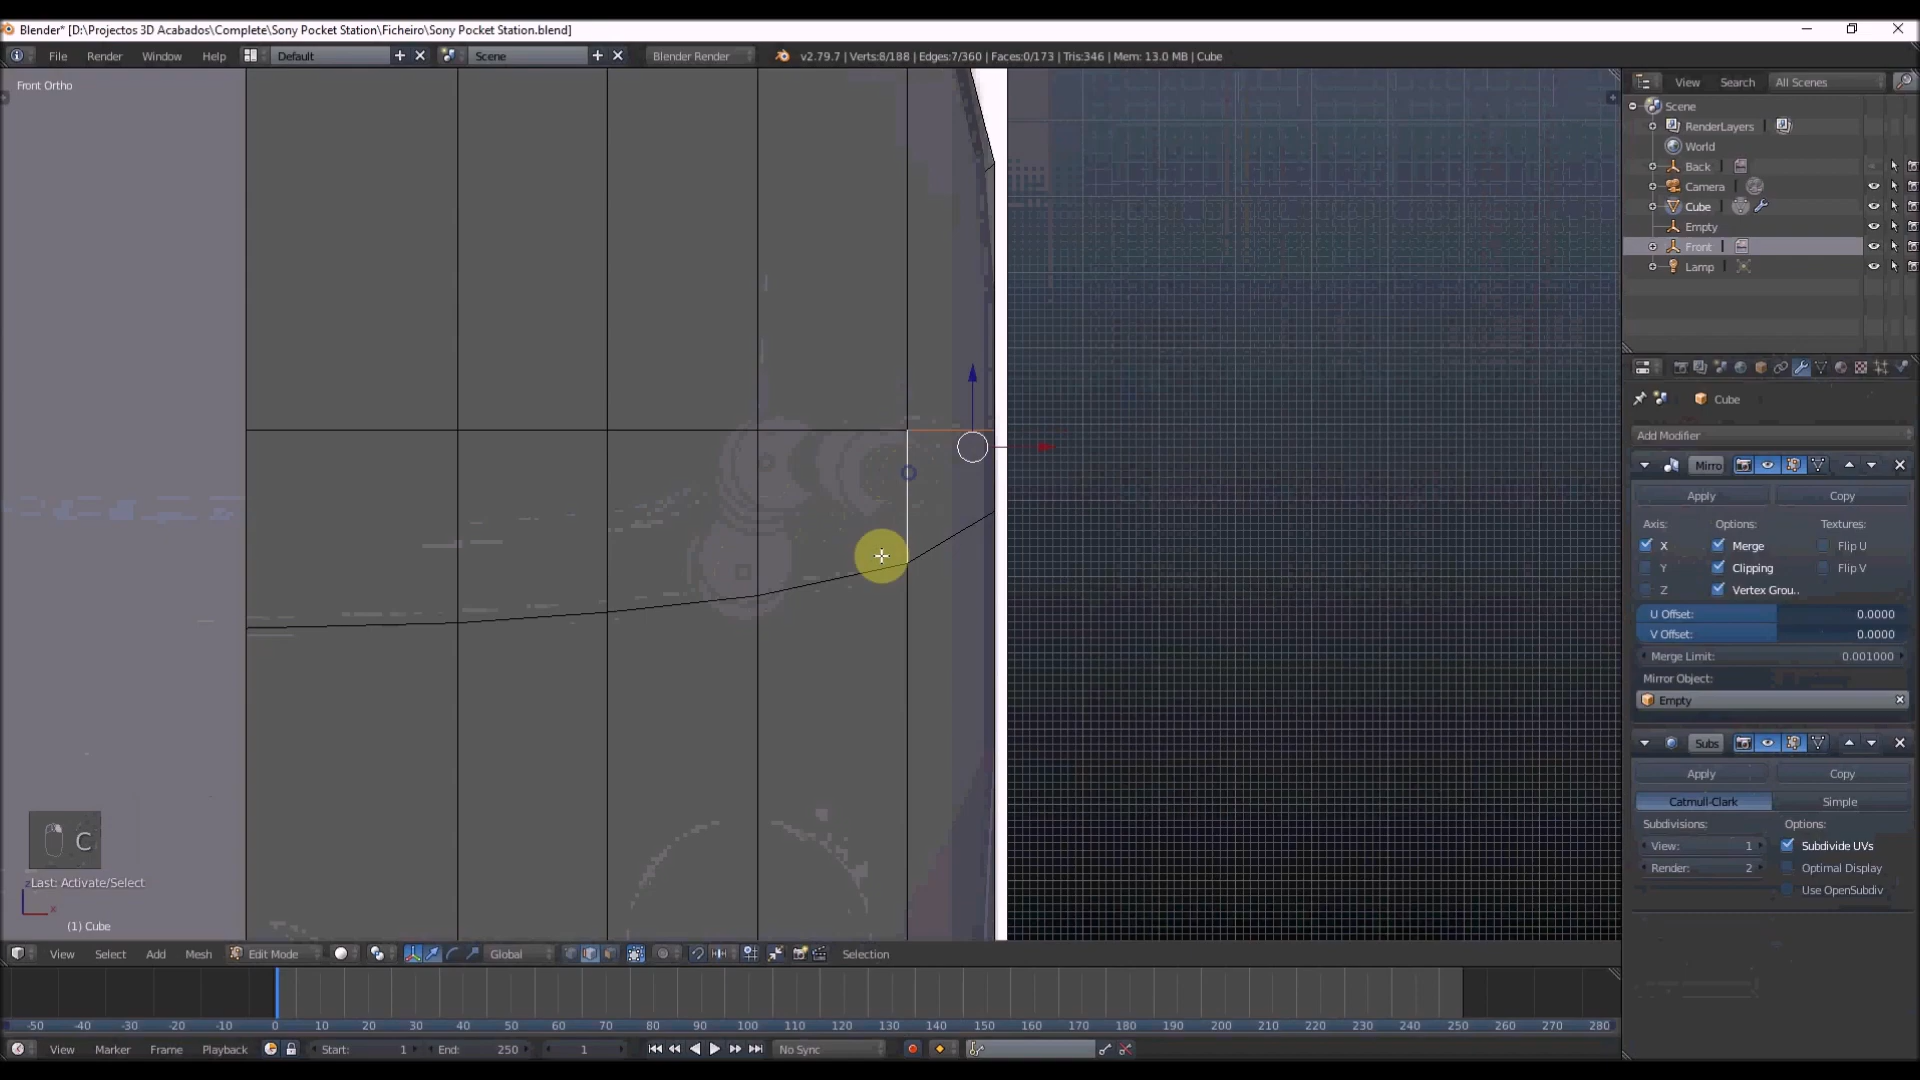 Blender* [D:\Projectos 3D Acabados\Complete\Sony Pocket Station\Ficheiro\Sony Pocket Station.blend]
File Render Window Help Default Scene Blender Render v2.79.7 | Verts:8/188 | Edges:7/360 | Faces:0/173 | Tris:346 | Mem: 13.0 MB | Cube
Front Ortho
View Search All Scenes
Scene
RenderLayers
World
Back
Camera
Cube
Empty
Front
Lamp
Cube
Add Modifier
Mirro
Apply Copy
Axis: Options: Textures:
X Merge Flip U
Y Clipping Flip V
Z Vertex Grou..
U Offset: 0.0000
V Offset: 0.0000
Merge Limit: 0.001000
Mirror Object:
Empty
Subs
Apply Copy
Catmull-Clark Simple
Subdivisions: Options:
View: 1 Subdivide UVs
Render: 2 Optimal Display
Use OpenSubdiv
C
Last: Activate/Select
z
x
(1) Cube
View Select Add Mesh Edit Mode Global Selection
-50 -40 -30 -20 -10 0 10 20 30 40 50 60 70 80 90 100 110 120 130 140 150 160 170 180 190 200 210 220 230 240 250 260 270 280
View Marker Frame Playback Start: 1 End: 250 1 No Sync